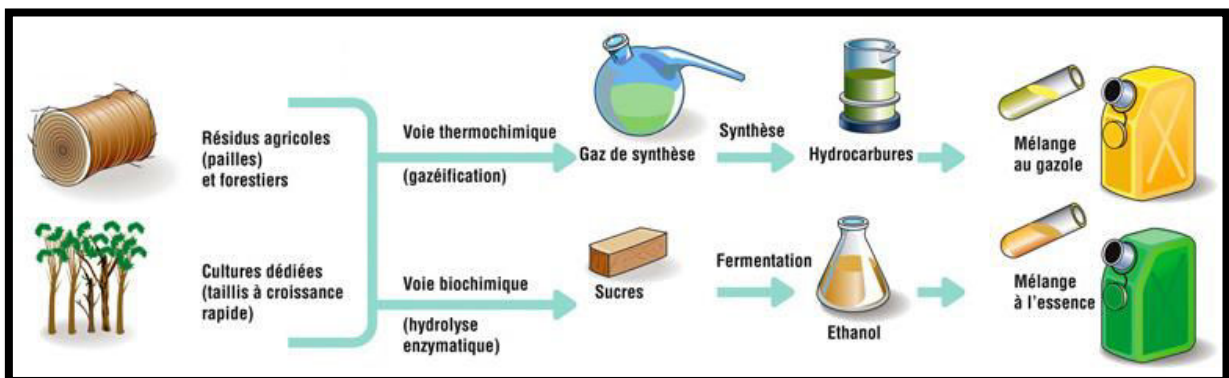 Résidus agricoles
(pailles)
et forestiers
Cultures dédiées
(taillis à croissance
rapide)
Voie thermochimique
(gazéification)
Gaz de synthèse
Synthèse
Hydrocarbures
Mélange
au gazole
Voie biochimique
(hydrolyse
enzymatique)
Sucres
Fermentation
Ethanol
Mélange
à l'essence